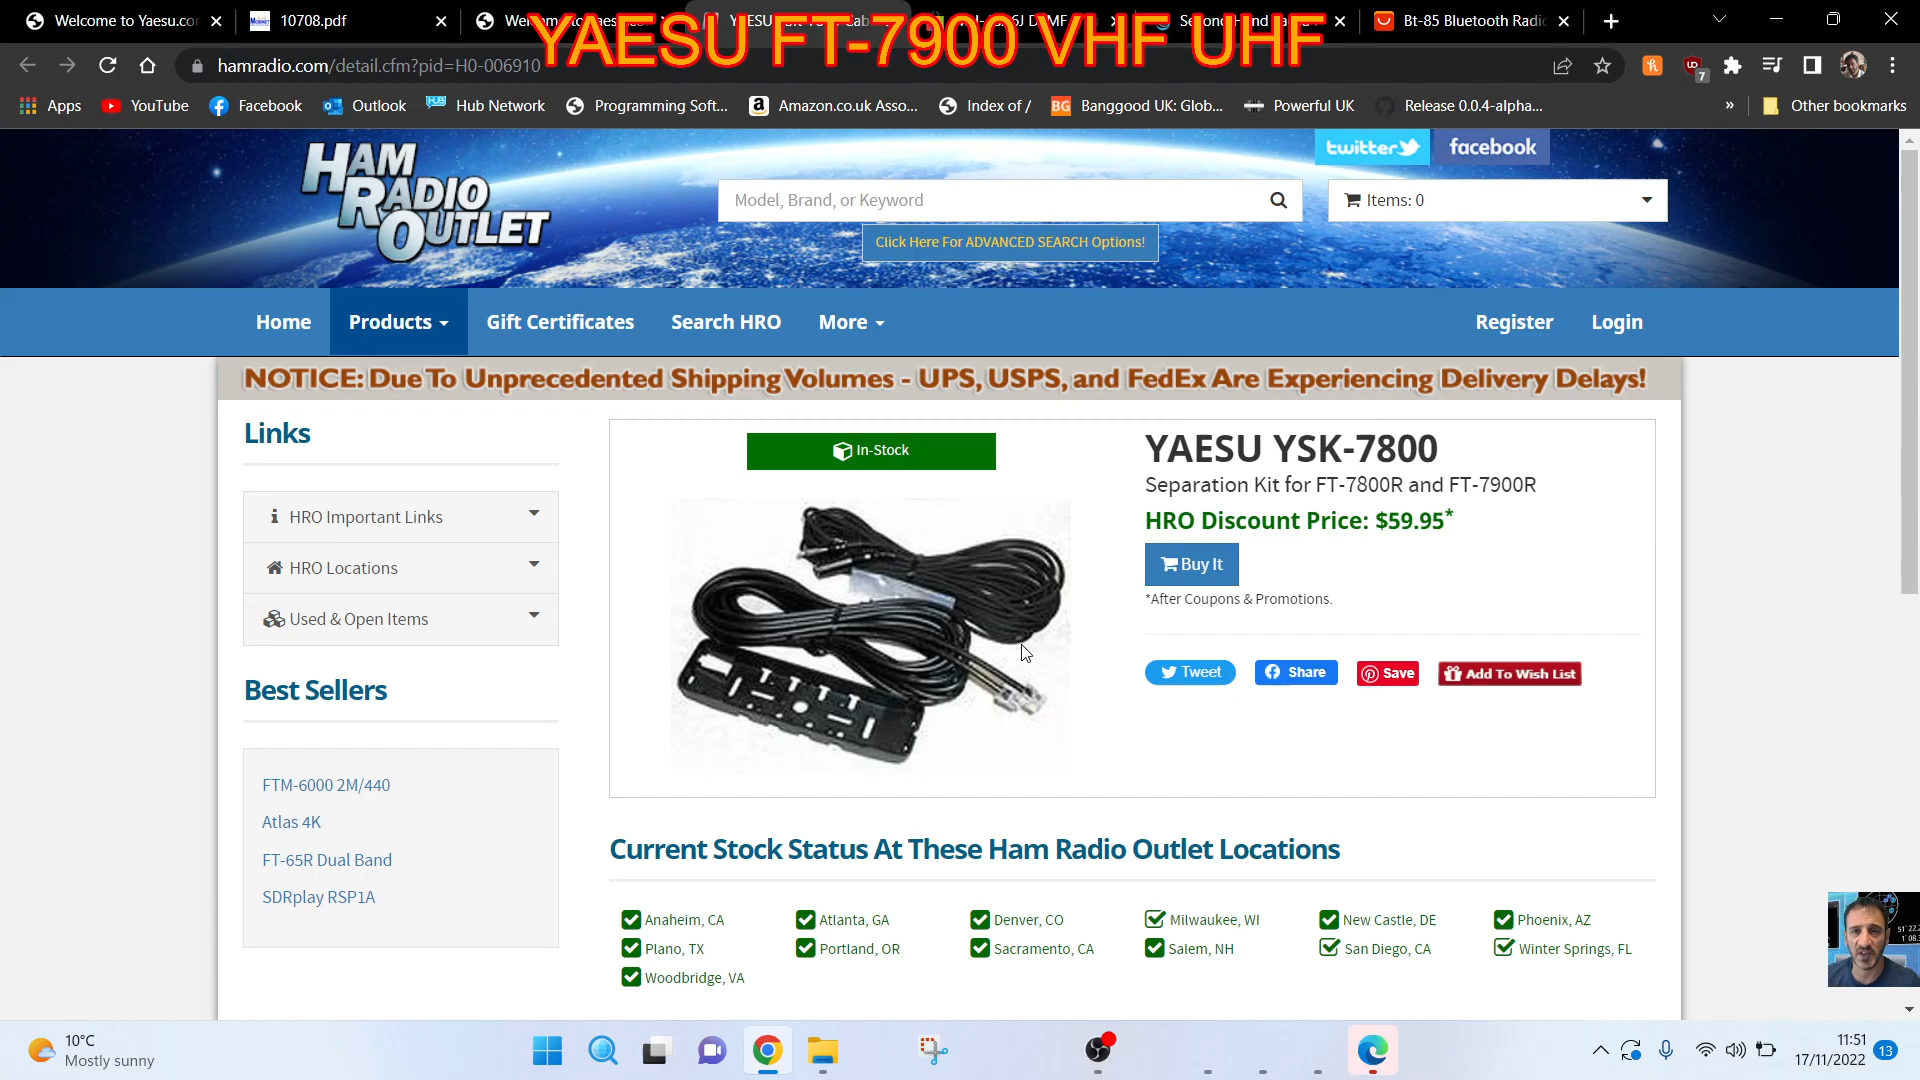 Welcome to Yaesu.co
10708.pdf
Bt-85 Bluetooth Radi
YAESU FT-7900 VHF UHF
hamradio.com/detail.cfm?pid=H0-006910
7
Apps
YouTube
Facebook
Outlook
HUB
Hub Network
Programming Soft...
Amazon.co.uk Asso...
Index of /
BG
Banggood UK: Glob...
Powerful UK
Release 0.0.4-alpha...
»
Other bookmarks
HAM
RADIO
OUTLET
twitter
facebook
Model, Brand, or Keyword
Items: 0
Click Here For ADVANCED SEARCH Options!
Home
Products
Gift Certificates
Search HRO
More
Register
Login
NOTICE: Due To Unprecedented Shipping Volumes - UPS, USPS, and FedEx Are Experiencing Delivery Delays!
Links
HRO Important Links
HRO Locations
Used & Open Items
Best Sellers
FTM-6000 2M/440
Atlas 4K
FT-65R Dual Band
SDRplay RSP1A
In-Stock
YAESU YSK-7800
Separation Kit for FT-7800R and FT-7900R
HRO Discount Price: $59.95*
Buy It
*After Coupons & Promotions.
Tweet
Share
Save
Add To Wish List
Current Stock Status At These Ham Radio Outlet Locations
Anaheim, CA
Atlanta, GA
Denver, CO
Milwaukee, WI
New Castle, DE
Phoenix, AZ
Plano, TX
Portland, OR
Sacramento, CA
Salem, NH
San Diego, CA
Winter Springs, FL
Woodbridge, VA
10°C
Mostly sunny
11:51
17/11/2022
13